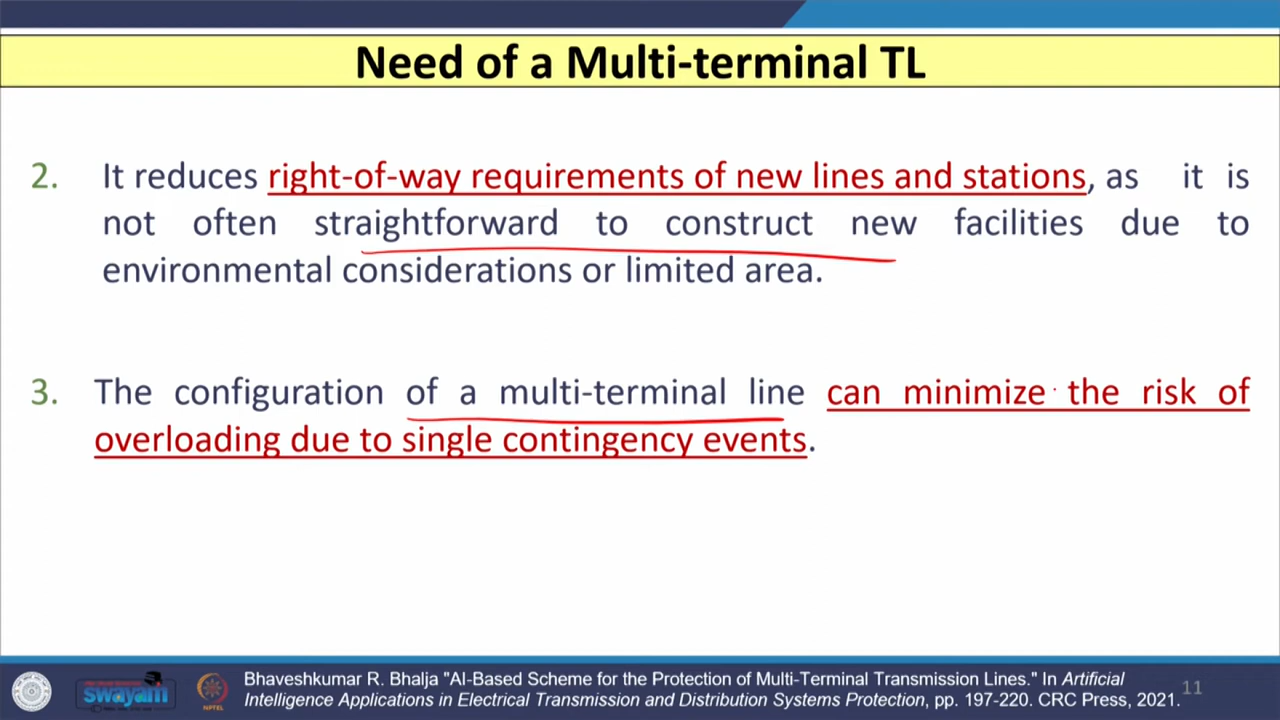 Need of a Multi-terminal TL
2. It reduces right-of-way requirements of new lines and stations, as it is
not often straightforward to construct new facilities due to
environmental considerations or limited area.
3. The configuration of a multi-terminal line can minimize the risk of
overloading due to single contingency events.
swayam
NPTEL
Bhaveshkumar R. Bhalja "AI-Based Scheme for the Protection of Multi-Terminal Transmission Lines." In Artificial
Intelligence Applications in Electrical Transmission and Distribution Systems Protection, pp. 197-220. CRC Press, 2021.
11